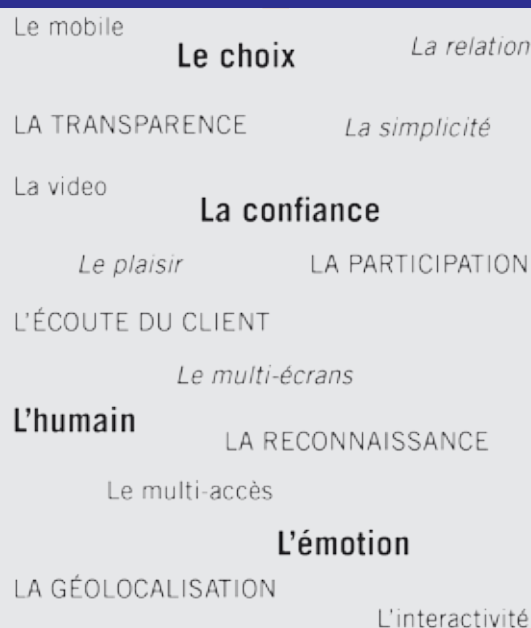 Le mobile
Le choix
La relation
LA TRANSPARENCE
La simplicité
La video
La confiance
Le plaisir
LA PARTICIPATION
L'ÉCOUTE DU CLIENT
Le multi-écrans
L'humain
LA RECONNAISSANCE
Le multi-accès
L'émotion
LA GÉOLOCALISATION
L'interactivité